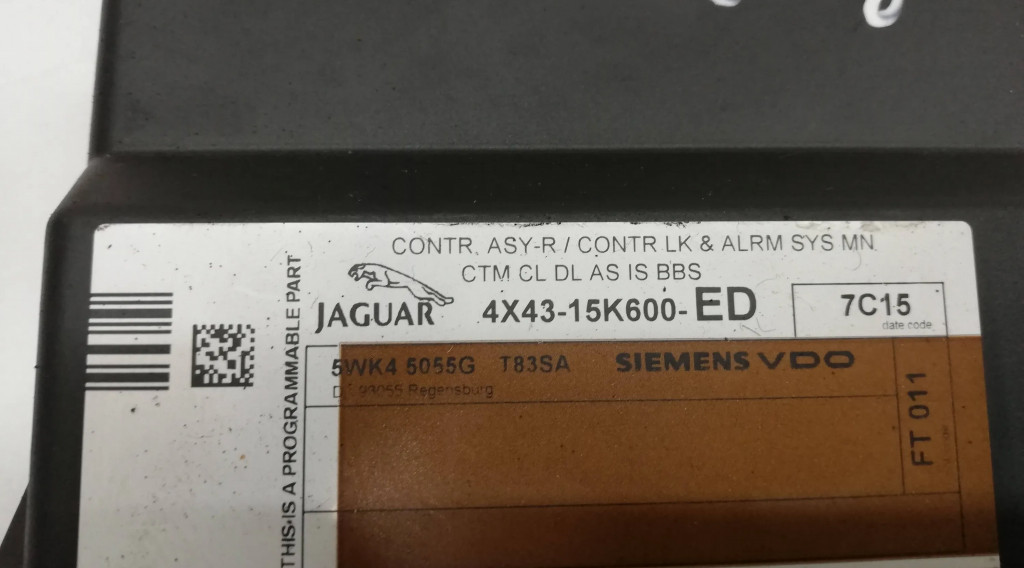 CONTR. ASY-R / CONTR LK & ALRM SYS MN
CTM CL DL AS IS BBS
JAGUAR 4X43-15K600-ED 7C15
date code
5WK4 5055G T83SA SIEMENS VDO
D- 93055 Regensburg
FT 011
THIS IS A PROGRAMMABLE PART